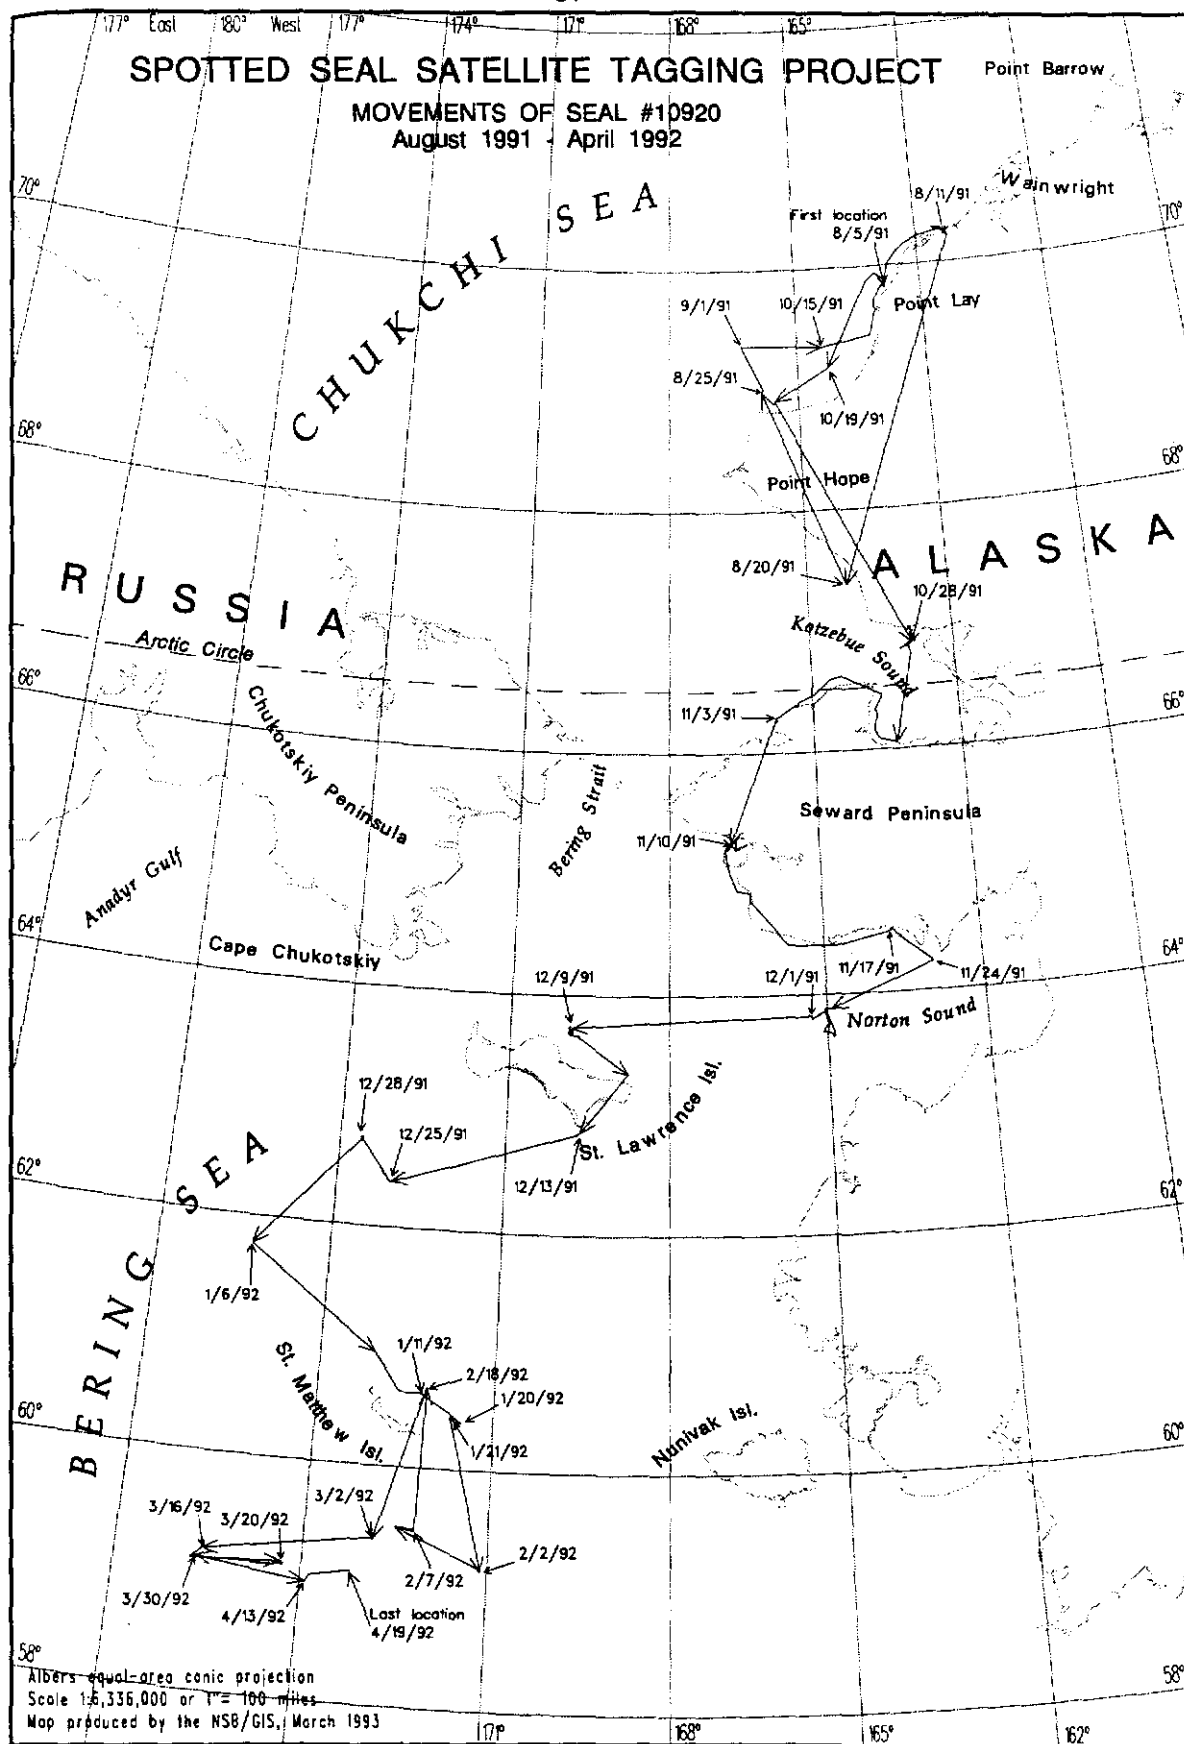 177° East 180° West 177° 174° 171° 168° 165°
SPOTTED SEAL SATELLITE TAGGING PROJECT
Point Barrow
MOVEMENTS OF SEAL #10920
August 1991 - April 1992
CHUKCHI SEA
Wainwright
8/11/91
First location
8/5/91
70°
70°
Point Lay
9/1/91
10/15/91
8/25/91
10/19/91
68°
68°
Point Hope
RUSSIA
ALASKA
8/20/91
10/28/91
Kotzebue Sound
Arctic Circle
66°
66°
Chukotskiy Peninsula
11/3/91
Bering Strait
Seward Peninsula
11/10/91
Anadyr Gulf
64°
64°
Cape Chukotskiy
12/9/91
12/1/91
11/17/91
11/24/91
Norton Sound
12/28/91
12/25/91
St. Lawrence Isl.
12/13/91
62°
62°
BERING SEA
1/6/92
St. Matthew Isl.
1/11/92
2/18/92
1/20/92
1/21/92
Nunivak Isl.
60°
60°
3/16/92
3/20/92
3/2/92
2/2/92
2/7/92
3/30/92
4/13/92
Last location
4/19/92
58°
58°
Albers equal-area conic projection
Scale 1:6,336,000 or 1"= 100 miles
Map produced by the NSB/GIS, March 1993
171° 168° 165° 162°